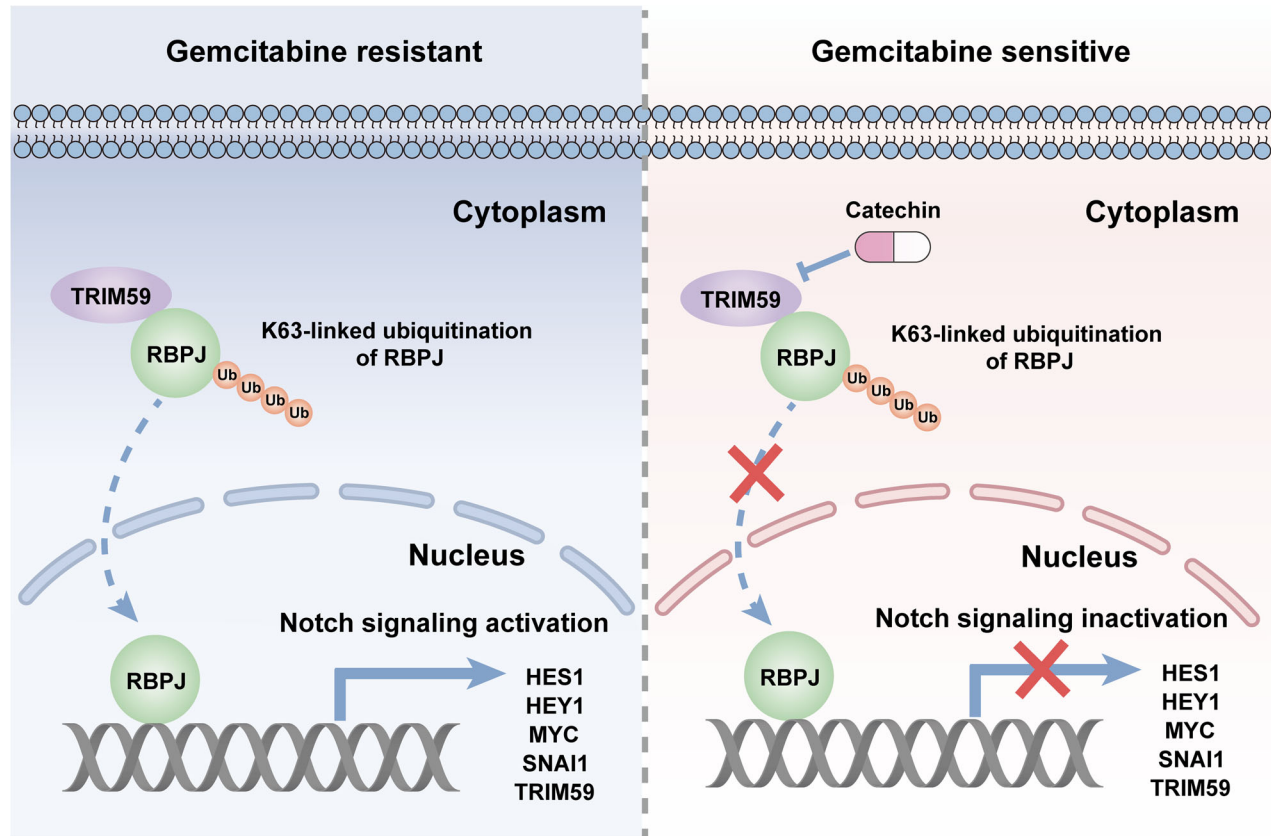 Gemcitabine resistant
Cytoplasm
TRIM59
RBPJ
K63-linked ubiquitination
of RBPJ
Ub
Ub
Ub
Ub
Nucleus
Notch signaling activation
RBPJ
HES1
HEY1
MYC
SNAI1
TRIM59
Gemcitabine sensitive
Catechin
Cytoplasm
TRIM59
RBPJ
K63-linked ubiquitination
of RBPJ
Ub
Ub
Ub
Ub
Nucleus
Notch signaling inactivation
RBPJ
HES1
HEY1
MYC
SNAI1
TRIM59